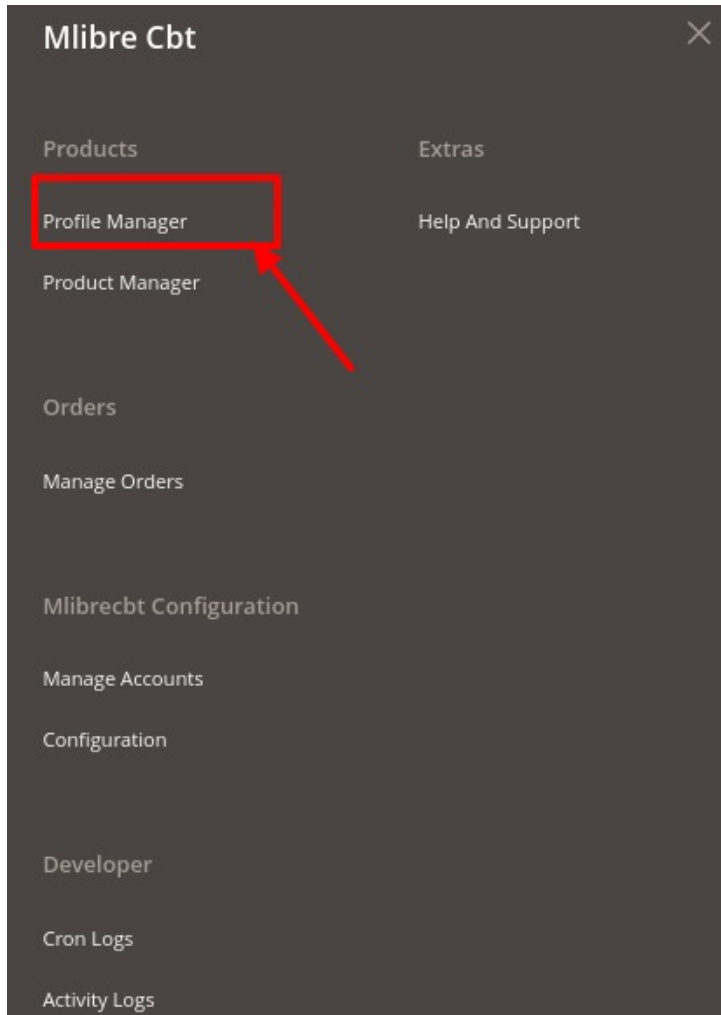 Mlibre Cbt
Products
Profile Manager
Product Manager
Extras
Help And Support
Orders
Manage Orders
Mlibrecbt Configuration
Manage Accounts
Configuration
Developer
Cron Logs
Activity Logs